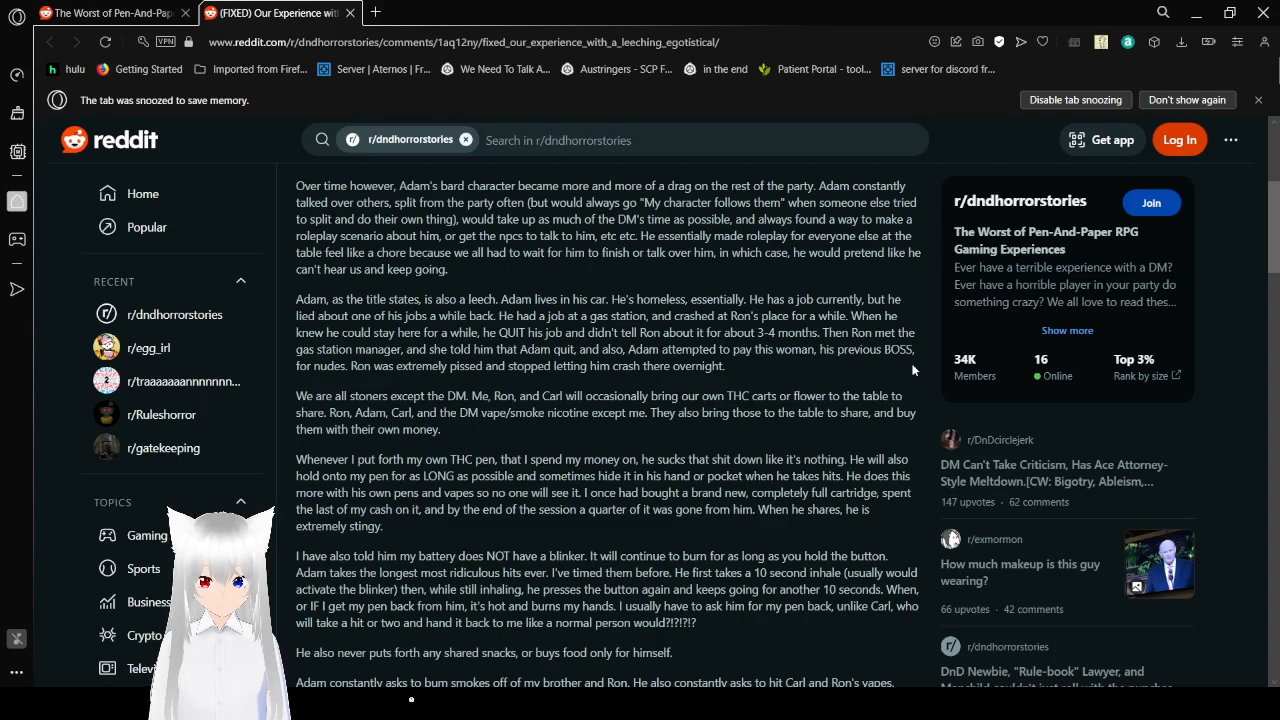 The Worst of Pen-And-Pape
(FIXED) Our Experience with
VPN
www.reddit.com/r/dndhorrorstories/comments/1aq12ny/fixed_our_experience_with_a_leeching_egotistical/
hulu
Getting Started
Imported from Firef...
Server | Aternos | Fr...
We Need To Talk A...
Austringers - SCP F...
in the end
Patient Portal - tool...
server for discord fr...
The tab was snoozed to save memory.
Disable tab snoozing
Don't show again
reddit
r/dndhorrorstories
Search in r/dndhorrorstories
Get app
Log In
Home
Popular
RECENT
r/dndhorrorstories
r/egg_irl
r/traaaaaaannnnnnn...
r/Ruleshorror
r/gatekeeping
TOPICS
Gaming
Sports
Business
Crypto
Televi
Over time however, Adam's bard character became more and more of a drag on the rest of the party. Adam constantly
talked over others, split from the party often (but would always go "My character follows them" when someone else tried
to split and do their own thing), would take up as much of the DM's time as possible, and always found a way to make a
roleplay scenario about him, or get the npcs to talk to him, etc etc. He essentially made roleplay for everyone else at the
table feel like a chore because we all had to wait for him to finish or talk over him, in which case, he would pretend like he
can't hear us and keep going.
Adam, as the title states, is also a leech. Adam lives in his car. He's homeless, essentially. He has a job currently, but he
lied about one of his jobs a while back. He had a job at a gas station, and crashed at Ron's place for a while. When he
knew he could stay here for a while, he QUIT his job and didn't tell Ron about it for about 3-4 months. Then Ron met the
gas station manager, and she told him that Adam quit, and also, Adam attempted to pay this woman, his previous BOSS,
for nudes. Ron was extremely pissed and stopped letting him crash there overnight.
We are all stoners except the DM. Me, Ron, and Carl will occasionally bring our own THC carts or flower to the table to
share. Ron, Adam, Carl, and the DM vape/smoke nicotine except me. They also bring those to the table to share, and buy
them with their own money.
Whenever I put forth my own THC pen, that I spend my money on, he sucks that shit down like it's nothing. He will also
hold onto my pen for as LONG as possible and sometimes hide it in his hand or pocket when he takes hits. He does this
more with his own pens and vapes so no one will see it. I once had bought a brand new, completely full cartridge, spent
the last of my cash on it, and by the end of the session a quarter of it was gone from him. When he shares, he is
extremely stingy.
I have also told him my battery does NOT have a blinker. It will continue to burn for as long as you hold the button.
Adam takes the longest most ridiculous hits ever. I've timed them before. He first takes a 10 second inhale (usually would
activate the blinker) then, while still inhaling, he presses the button again and keeps going for another 10 seconds. When,
or IF I get my pen back from him, it's hot and burns my hands. I usually have to ask him for my pen back, unlike Carl, who
will take a hit or two and hand it back to me like a normal person would?!?!?!?
He also never puts forth any shared snacks, or buys food only for himself.
Adam constantly asks to bum smokes off of my brother and Ron. He also constantly asks to hit Carl and Ron's vapes.
r/dndhorrorstories
Join
The Worst of Pen-And-Paper RPG
Gaming Experiences
Ever have a terrible experience with a DM?
Ever have a horrible player in your party do
something crazy? We all love to read thes...
Show more
34K
16
Top 3%
Members
Online
Rank by size
r/DnDcirclejerk
DM Can't Take Criticism, Has Ace Attorney-
Style Meltdown.[CW: Bigotry, Ableism,...
147 upvotes · 62 comments
r/exmormon
How much makeup is this guy
wearing?
66 upvotes · 42 comments
r/dndhorrorstories
DnD Newbie, "Rule-book" Lawyer, and
Manchild couldn't just roll with the punches